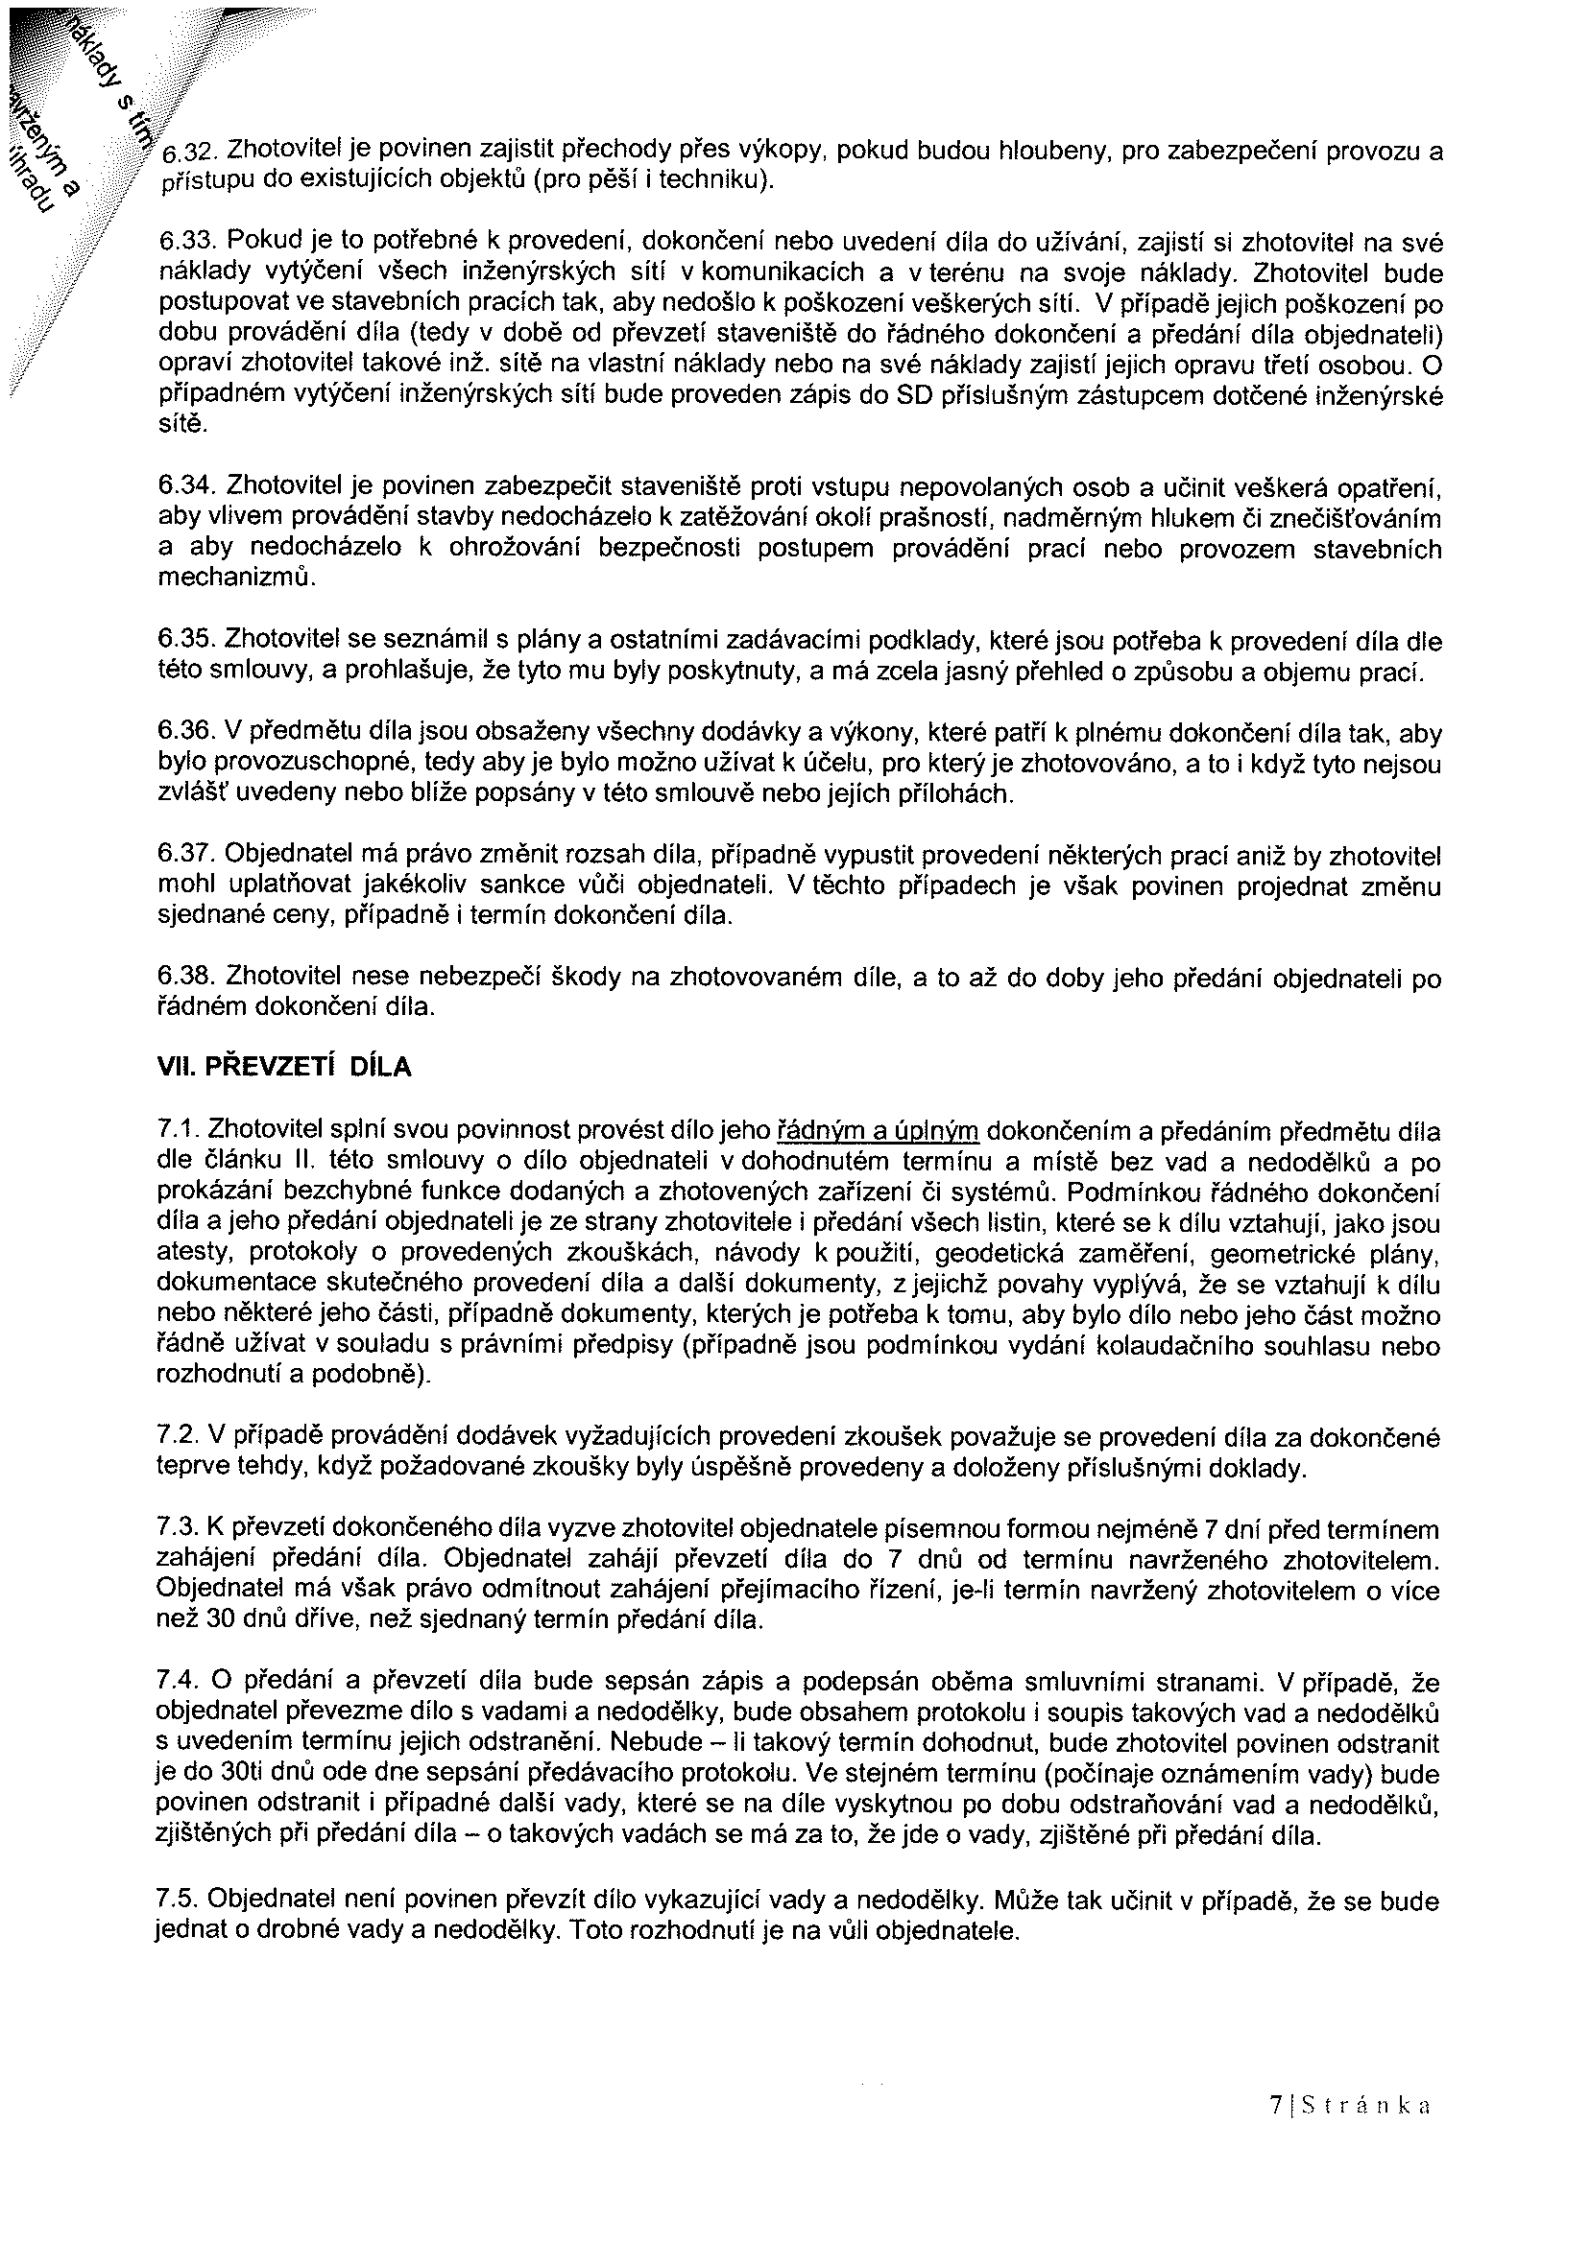 náklady s tím
avrženým a
úhradu
6.32. Zhotovitel je povinen zajistit přechody přes výkopy, pokud budou hloubeny, pro zabezpečení provozu a
přístupu do existujících objektů (pro pěší i techniku).
6.33. Pokud je to potřebné k provedení, dokončení nebo uvedení díla do užívání, zajistí si zhotovitel na své
náklady vytýčení všech inženýrských sítí v komunikacích a v terénu na svoje náklady. Zhotovitel bude
postupovat ve stavebních pracích tak, aby nedošlo k poškození veškerých sítí. V případě jejich poškození po
dobu provádění díla (tedy v době od převzetí staveniště do řádného dokončení a předání díla objednateli)
opraví zhotovitel takové inž. sítě na vlastní náklady nebo na své náklady zajistí jejich opravu třetí osobou. O
případném vytýčení inženýrských sítí bude proveden zápis do SD příslušným zástupcem dotčené inženýrské
sítě.
6.34. Zhotovitel je povinen zabezpečit staveniště proti vstupu nepovolaných osob a učinit veškerá opatření,
aby vlivem provádění stavby nedocházelo k zatěžování okolí prašností, nadměrným hlukem či znečišťováním
a aby nedocházelo k ohrožování bezpečnosti postupem provádění prací nebo provozem stavebních
mechanizmů.
6.35. Zhotovitel se seznámil s plány a ostatními zadávacími podklady, které jsou potřeba k provedení díla dle
této smlouvy, a prohlašuje, že tyto mu byly poskytnuty, a má zcela jasný přehled o způsobu a objemu prací.
6.36. V předmětu díla jsou obsaženy všechny dodávky a výkony, které patří k plnému dokončení díla tak, aby
bylo provozuschopné, tedy aby je bylo možno užívat k účelu, pro který je zhotovováno, a to i když tyto nejsou
zvlášť uvedeny nebo blíže popsány v této smlouvě nebo jejích přílohách.
6.37. Objednatel má právo změnit rozsah díla, případně vypustit provedení některých prací aniž by zhotovitel
mohl uplatňovat jakékoliv sankce vůči objednateli. V těchto případech je však povinen projednat změnu
sjednané ceny, případně i termín dokončení díla.
6.38. Zhotovitel nese nebezpečí škody na zhotovovaném díle, a to až do doby jeho předání objednateli po
řádném dokončení díla.
VII. PŘEVZETÍ DÍLA
7.1. Zhotovitel splní svou povinnost provést dílo jeho řádným a úplným dokončením a předáním předmětu díla
dle článku II. této smlouvy o dílo objednateli v dohodnutém termínu a místě bez vad a nedodělků a po
prokázání bezchybné funkce dodaných a zhotovených zařízení či systémů. Podmínkou řádného dokončení
díla a jeho předání objednateli je ze strany zhotovitele i předání všech listin, které se k dílu vztahují, jako jsou
atesty, protokoly o provedených zkouškách, návody k použití, geodetická zaměření, geometrické plány,
dokumentace skutečného provedení díla a další dokumenty, z jejichž povahy vyplývá, že se vztahují k dílu
nebo některé jeho části, případně dokumenty, kterých je potřeba k tomu, aby bylo dílo nebo jeho část možno
řádně užívat v souladu s právními předpisy (případně jsou podmínkou vydání kolaudačního souhlasu nebo
rozhodnutí a podobně).
7.2. V případě provádění dodávek vyžadujících provedení zkoušek považuje se provedení díla za dokončené
teprve tehdy, když požadované zkoušky byly úspěšně provedeny a doloženy příslušnými doklady.
7.3. K převzetí dokončeného díla vyzve zhotovitel objednatele písemnou formou nejméně 7 dní před termínem
zahájení předání díla. Objednatel zahájí převzetí díla do 7 dnů od termínu navrženého zhotovitelem.
Objednatel má však právo odmítnout zahájení přejímacího řízení, je-li termín navržený zhotovitelem o více
než 30 dnů dříve, než sjednaný termín předání díla.
7.4. O předání a převzetí díla bude sepsán zápis a podepsán oběma smluvními stranami. V případě, že
objednatel převezme dílo s vadami a nedodělky, bude obsahem protokolu i soupis takových vad a nedodělků
s uvedením termínu jejich odstranění. Nebude – li takový termín dohodnut, bude zhotovitel povinen odstranit
je do 30ti dnů ode dne sepsání předávacího protokolu. Ve stejném termínu (počínaje oznámením vady) bude
povinen odstranit i případné další vady, které se na díle vyskytnou po dobu odstraňování vad a nedodělků,
zjištěných při předání díla – o takových vadách se má za to, že jde o vady, zjištěné při předání díla.
7.5. Objednatel není povinen převzít dílo vykazující vady a nedodělky. Může tak učinit v případě, že se bude
jednat o drobné vady a nedodělky. Toto rozhodnutí je na vůli objednatele.
7 | Stránka